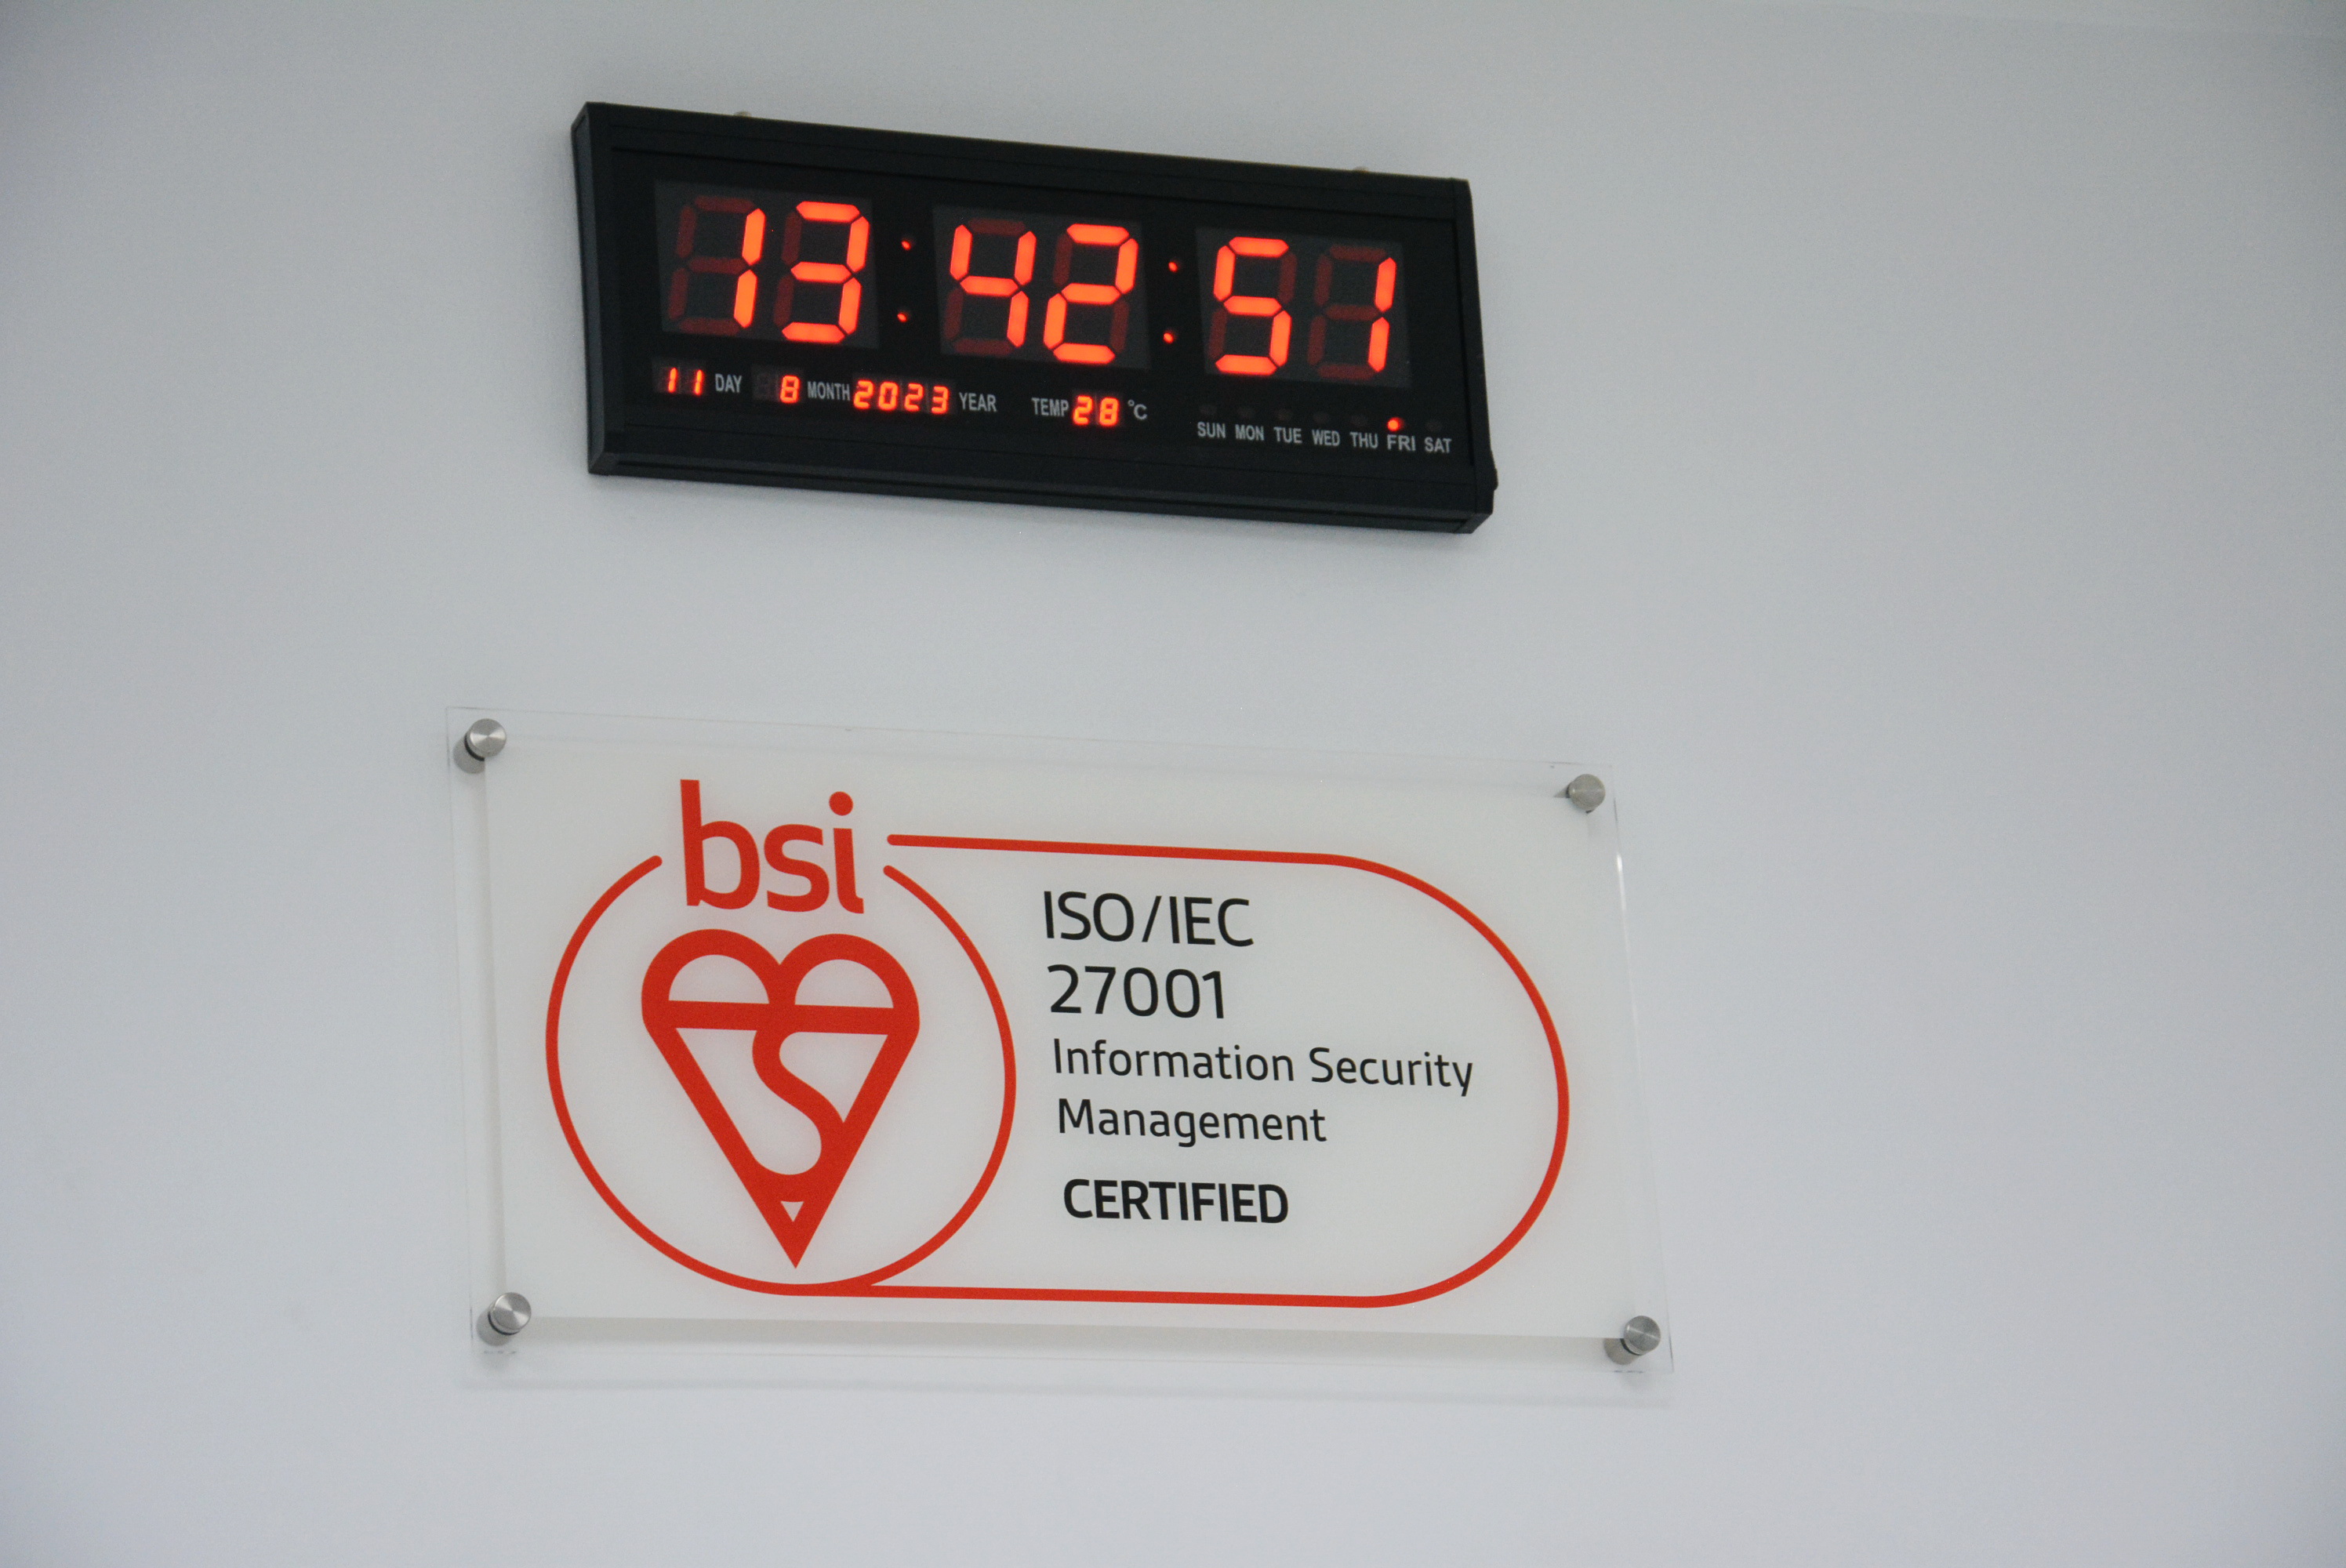 13:42:51
11 DAY 8 MONTH 2023 YEAR TEMP 28 °C
SUN MON TUE WED THU FRI SAT
bsi
ISO/IEC
27001
Information Security
Management
CERTIFIED